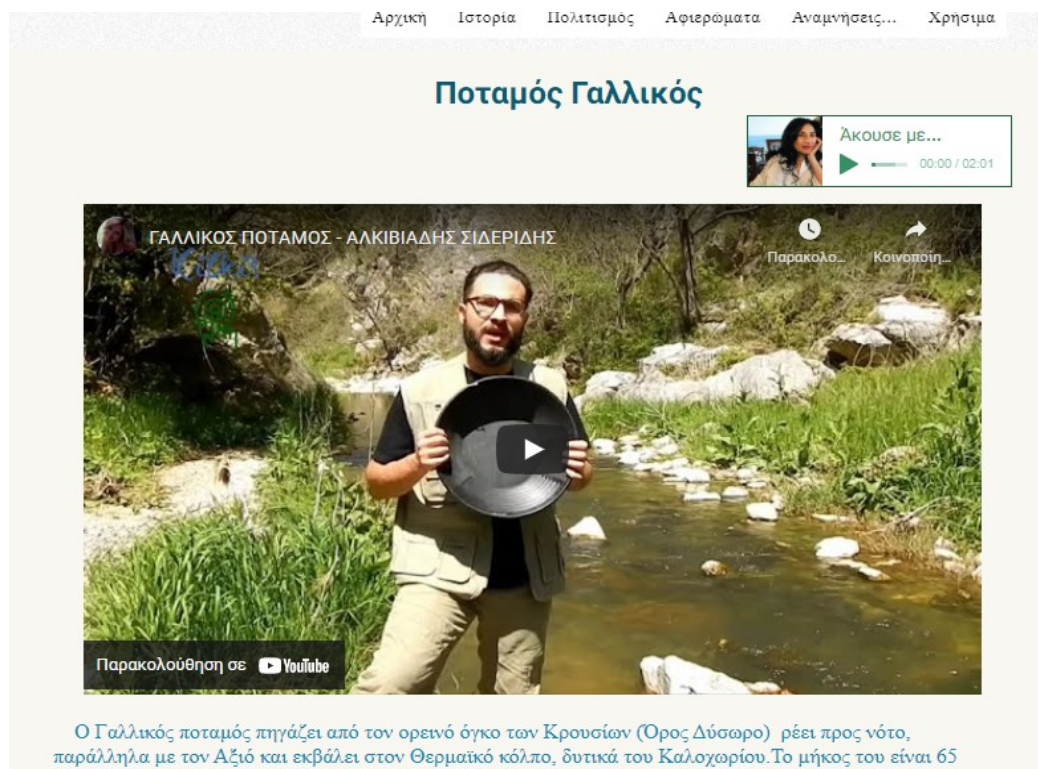 Αρχική Ιστορία Πολιτισμός Αφιερώματα Αναμνήσεις... Χρήσιμα
Ποταμός Γαλλικός
Άκουσε με...
00:00 / 02:01
ΓΑΛΛΙΚΟΣ ΠΟΤΑΜΟΣ - ΑΛΚΙΒΙΑΔΗΣ ΣΙΔΕΡΙΔΗΣ
Παρακολο... Κοινοποίη...
Παρακολούθηση σε YouTube
Ο Γαλλικός ποταμός πηγάζει από τον ορεινό όγκο των Κρουσίων (Όρος Δύσωρο) ρέει προς νότο,
παράλληλα με τον Αξιό και εκβάλει στον Θερμαϊκό κόλπο, δυτικά του Καλοχωρίου.Το μήκος του είναι 65